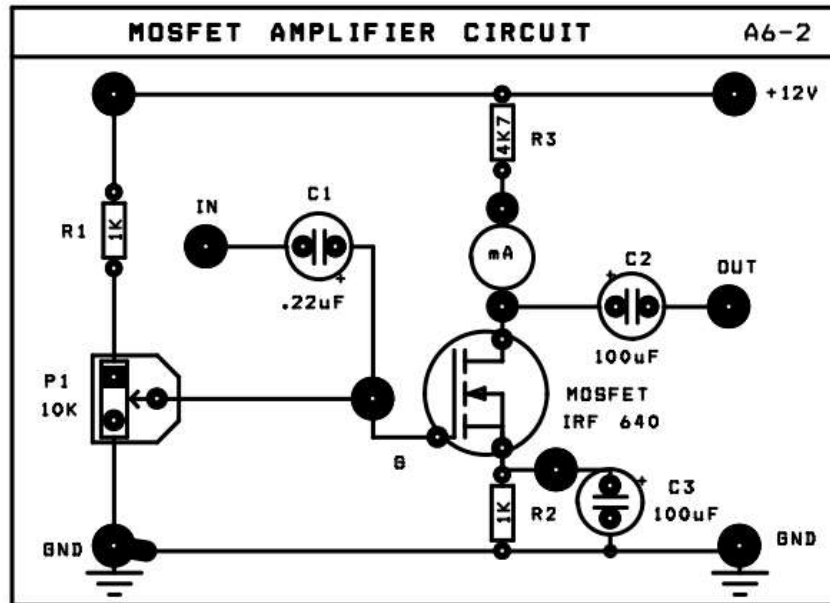 MOSFET AMPLIFIER CIRCUIT A6-2
+12V
4K7
R3
C1
IN
R1
1K
mA
C2
OUT
+
+
.22uF
100uF
P1
10K
MOSFET
IRF 640
G
+
C3
1K
R2
100uF
GND
GND